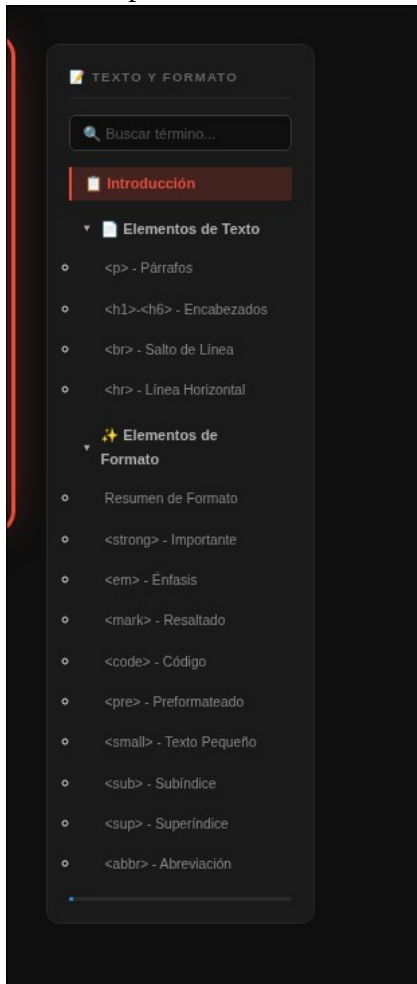 📝 TEXTO Y FORMATO
🔍 Buscar término...
📋 Introducción
▾ 📄 Elementos de Texto
<p> - Párrafos
<h1>-<h6> - Encabezados
<br> - Salto de Línea
<hr> - Línea Horizontal
▾ ✨ Elementos de
Formato
Resumen de Formato
<strong> - Importante
<em> - Énfasis
<mark> - Resaltado
<code> - Código
<pre> - Preformateado
<small> - Texto Pequeño
<sub> - Subíndice
<sup> - Superíndice
<abbr> - Abreviación